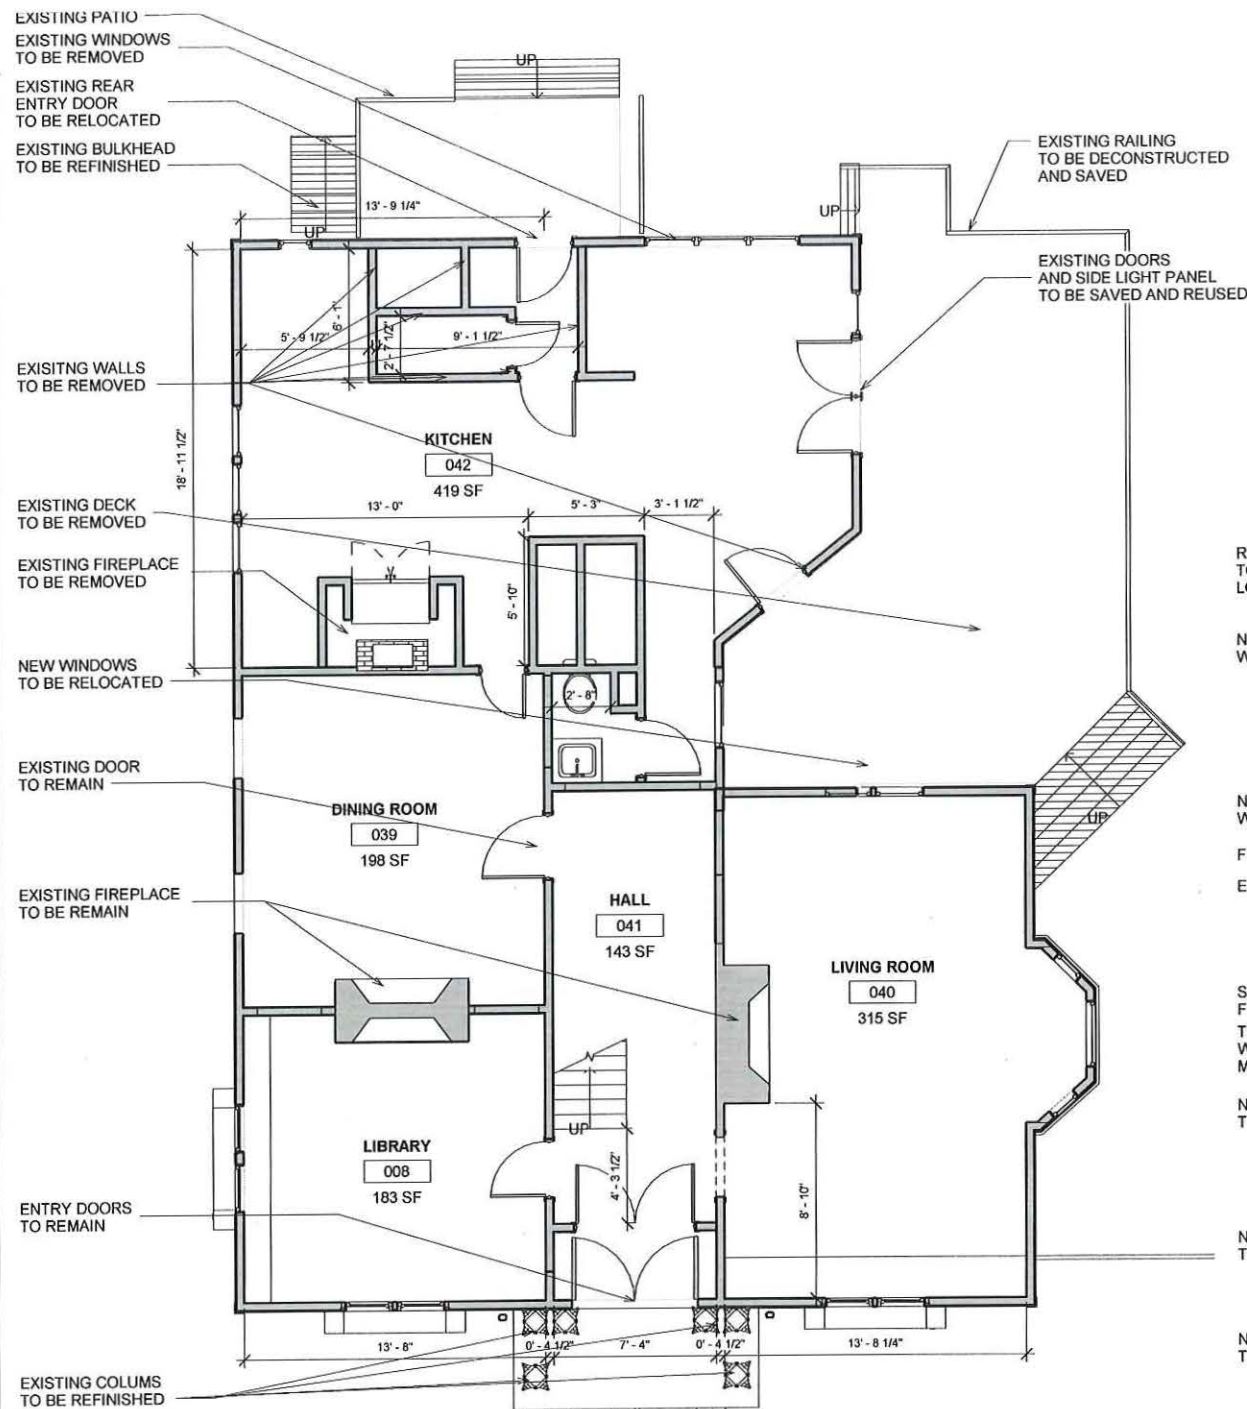 EXISTING PATIO
EXISTING WINDOWS
TO BE REMOVED
EXISTING REAR
ENTRY DOOR
TO BE RELOCATED
EXISTING BULKHEAD
TO BE REFINISHED
UP
UP
13' - 9 1/4"
UP
EXISTING RAILING
TO BE DECONSTRUCTED
AND SAVED
EXISTING DOORS
AND SIDE LIGHT PANEL
TO BE SAVED AND REUSED
6' - 1"
5' - 9 1/2"
2' - 7 1/2"
9' - 1 1/2"
EXISITNG WALLS
TO BE REMOVED
18' - 11 1/2"
KITCHEN
042
419 SF
13' - 0"
5' - 3"
3' - 1 1/2"
EXISTING DECK
TO BE REMOVED
EXISTING FIREPLACE
TO BE REMOVED
5' - 10"
NEW WINDOWS
TO BE RELOCATED
2' - 8"
EXISTING DOOR
TO REMAIN
DINING ROOM
039
198 SF
UP
EXISTING FIREPLACE
TO BE REMAIN
HALL
041
143 SF
LIVING ROOM
040
315 SF
UP
LIBRARY
008
183 SF
4' - 3 1/2"
8' - 10"
ENTRY DOORS
TO REMAIN
13' - 8"
0' - 4 1/2"
7' - 4"
0' - 4 1/2"
13' - 8 1/4"
EXISTING COLUMS
TO BE REFINISHED